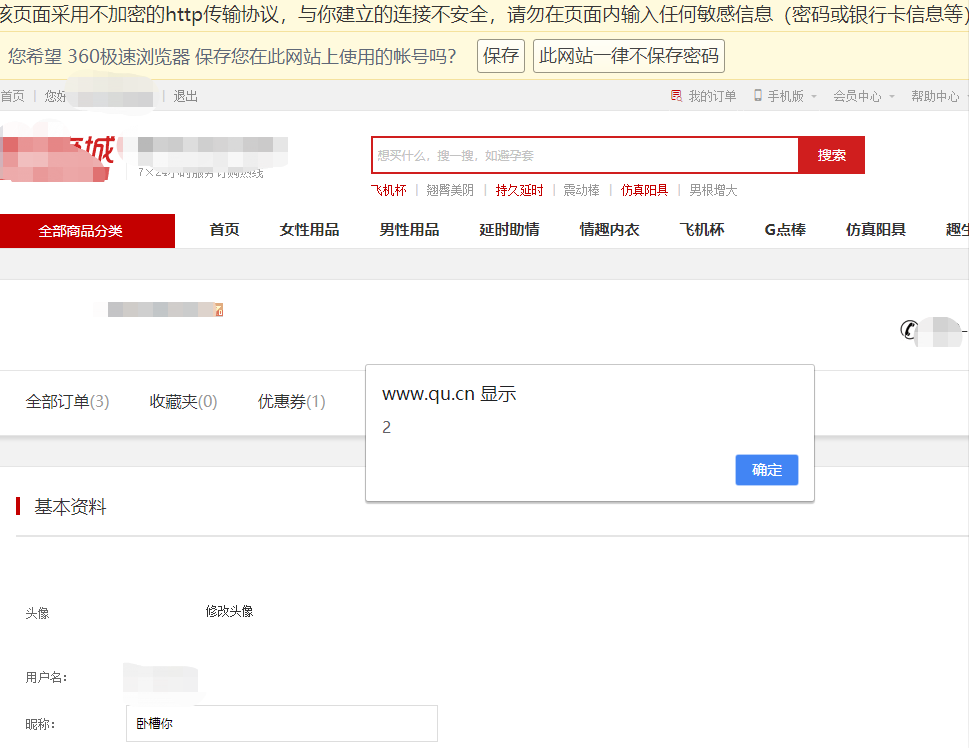 该页面采用不加密的http传输协议，与你建立的连接不安全，请勿在页面内输入任何敏感信息（密码或银行卡信息等）
您希望 360极速浏览器 保存您在此网站上使用的帐号吗? 保存 此网站一律不保存密码
首页 | 您好 | 退出 我的订单 手机版 会员中心 帮助中心
商城
7×24小时服务订购热线
想买什么，搜一搜，如避孕套 搜索
飞机杯 | 翘臀美阴 | 持久延时 | 震动棒 | 仿真阳具 | 男根增大
全部商品分类 首页 女性用品 男性用品 延时助情 情趣内衣 飞机杯 G点棒 仿真阳具 趣生
全部订单(3) 收藏夹(0) 优惠券(1)
www.qu.cn 显示
2
确定
基本资料
头像 修改头像
用户名：
昵称： 卧槽你